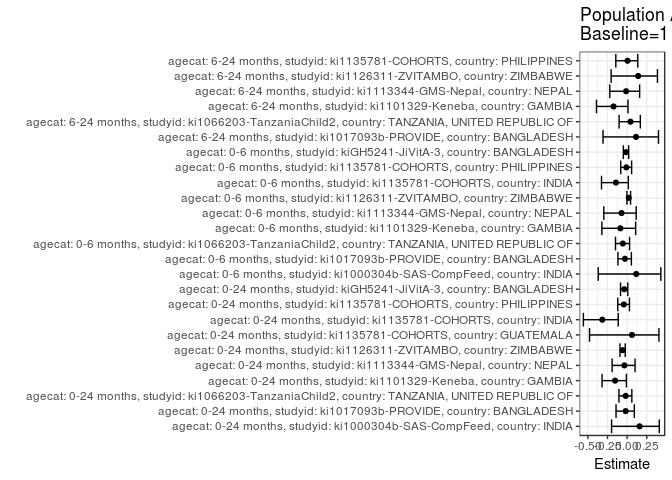 Population
Baseline=1
agecat: 6-24 months, studyid: ki1135781-COHORTS, country: PHILIPPINES
agecat: 6-24 months, studyid: ki1126311-ZVITAMBO, country: ZIMBABWE
agecat: 6-24 months, studyid: ki1113344-GMS-Nepal, country: NEPAL
agecat: 6-24 months, studyid: ki1101329-Keneba, country: GAMBIA
agecat: 6-24 months, studyid: ki1066203-TanzaniaChild2, country: TANZANIA, UNITED REPUBLIC OF
agecat: 6-24 months, studyid: ki1017093b-PROVIDE, country: BANGLADESH
agecat: 0-6 months, studyid: kiGH5241-JiVitA-3, country: BANGLADESH
agecat: 0-6 months, studyid: ki1135781-COHORTS, country: PHILIPPINES
agecat: 0-6 months, studyid: ki1135781-COHORTS, country: INDIA
agecat: 0-6 months, studyid: ki1126311-ZVITAMBO, country: ZIMBABWE
agecat: 0-6 months, studyid: ki1113344-GMS-Nepal, country: NEPAL
agecat: 0-6 months, studyid: ki1101329-Keneba, country: GAMBIA
agecat: 0-6 months, studyid: ki1066203-TanzaniaChild2, country: TANZANIA, UNITED REPUBLIC OF
agecat: 0-6 months, studyid: ki1017093b-PROVIDE, country: BANGLADESH
agecat: 0-6 months, studyid: ki1000304b-SAS-CompFeed, country: INDIA
agecat: 0-24 months, studyid: kiGH5241-JiVitA-3, country: BANGLADESH
agecat: 0-24 months, studyid: ki1135781-COHORTS, country: PHILIPPINES
agecat: 0-24 months, studyid: ki1135781-COHORTS, country: INDIA
agecat: 0-24 months, studyid: ki1135781-COHORTS, country: GUATEMALA
agecat: 0-24 months, studyid: ki1126311-ZVITAMBO, country: ZIMBABWE
agecat: 0-24 months, studyid: ki1113344-GMS-Nepal, country: NEPAL
agecat: 0-24 months, studyid: ki1101329-Keneba, country: GAMBIA
agecat: 0-24 months, studyid: ki1066203-TanzaniaChild2, country: TANZANIA, UNITED REPUBLIC OF
agecat: 0-24 months, studyid: ki1017093b-PROVIDE, country: BANGLADESH
agecat: 0-24 months, studyid: ki1000304b-SAS-CompFeed, country: INDIA
-0.50 -0.25 0.00 0.25
Estimate